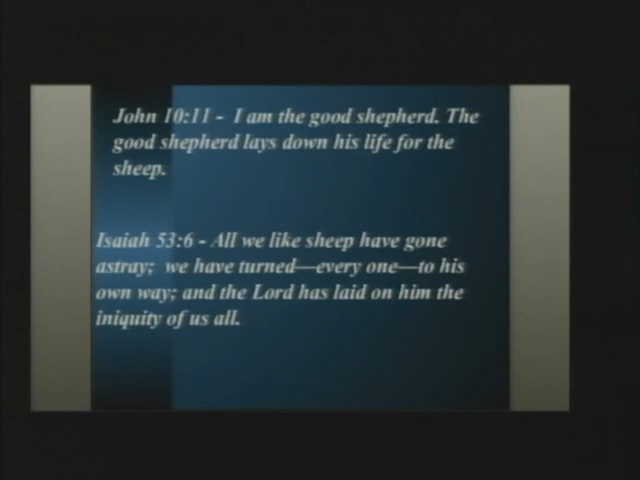 John 10:11 - I am the good shepherd. The
good shepherd lays down his life for the
sheep.
Isaiah 53:6 - All we like sheep have gone
astray;  we have turned—every one—to his
own way; and the Lord has laid on him the
iniquity of us all.